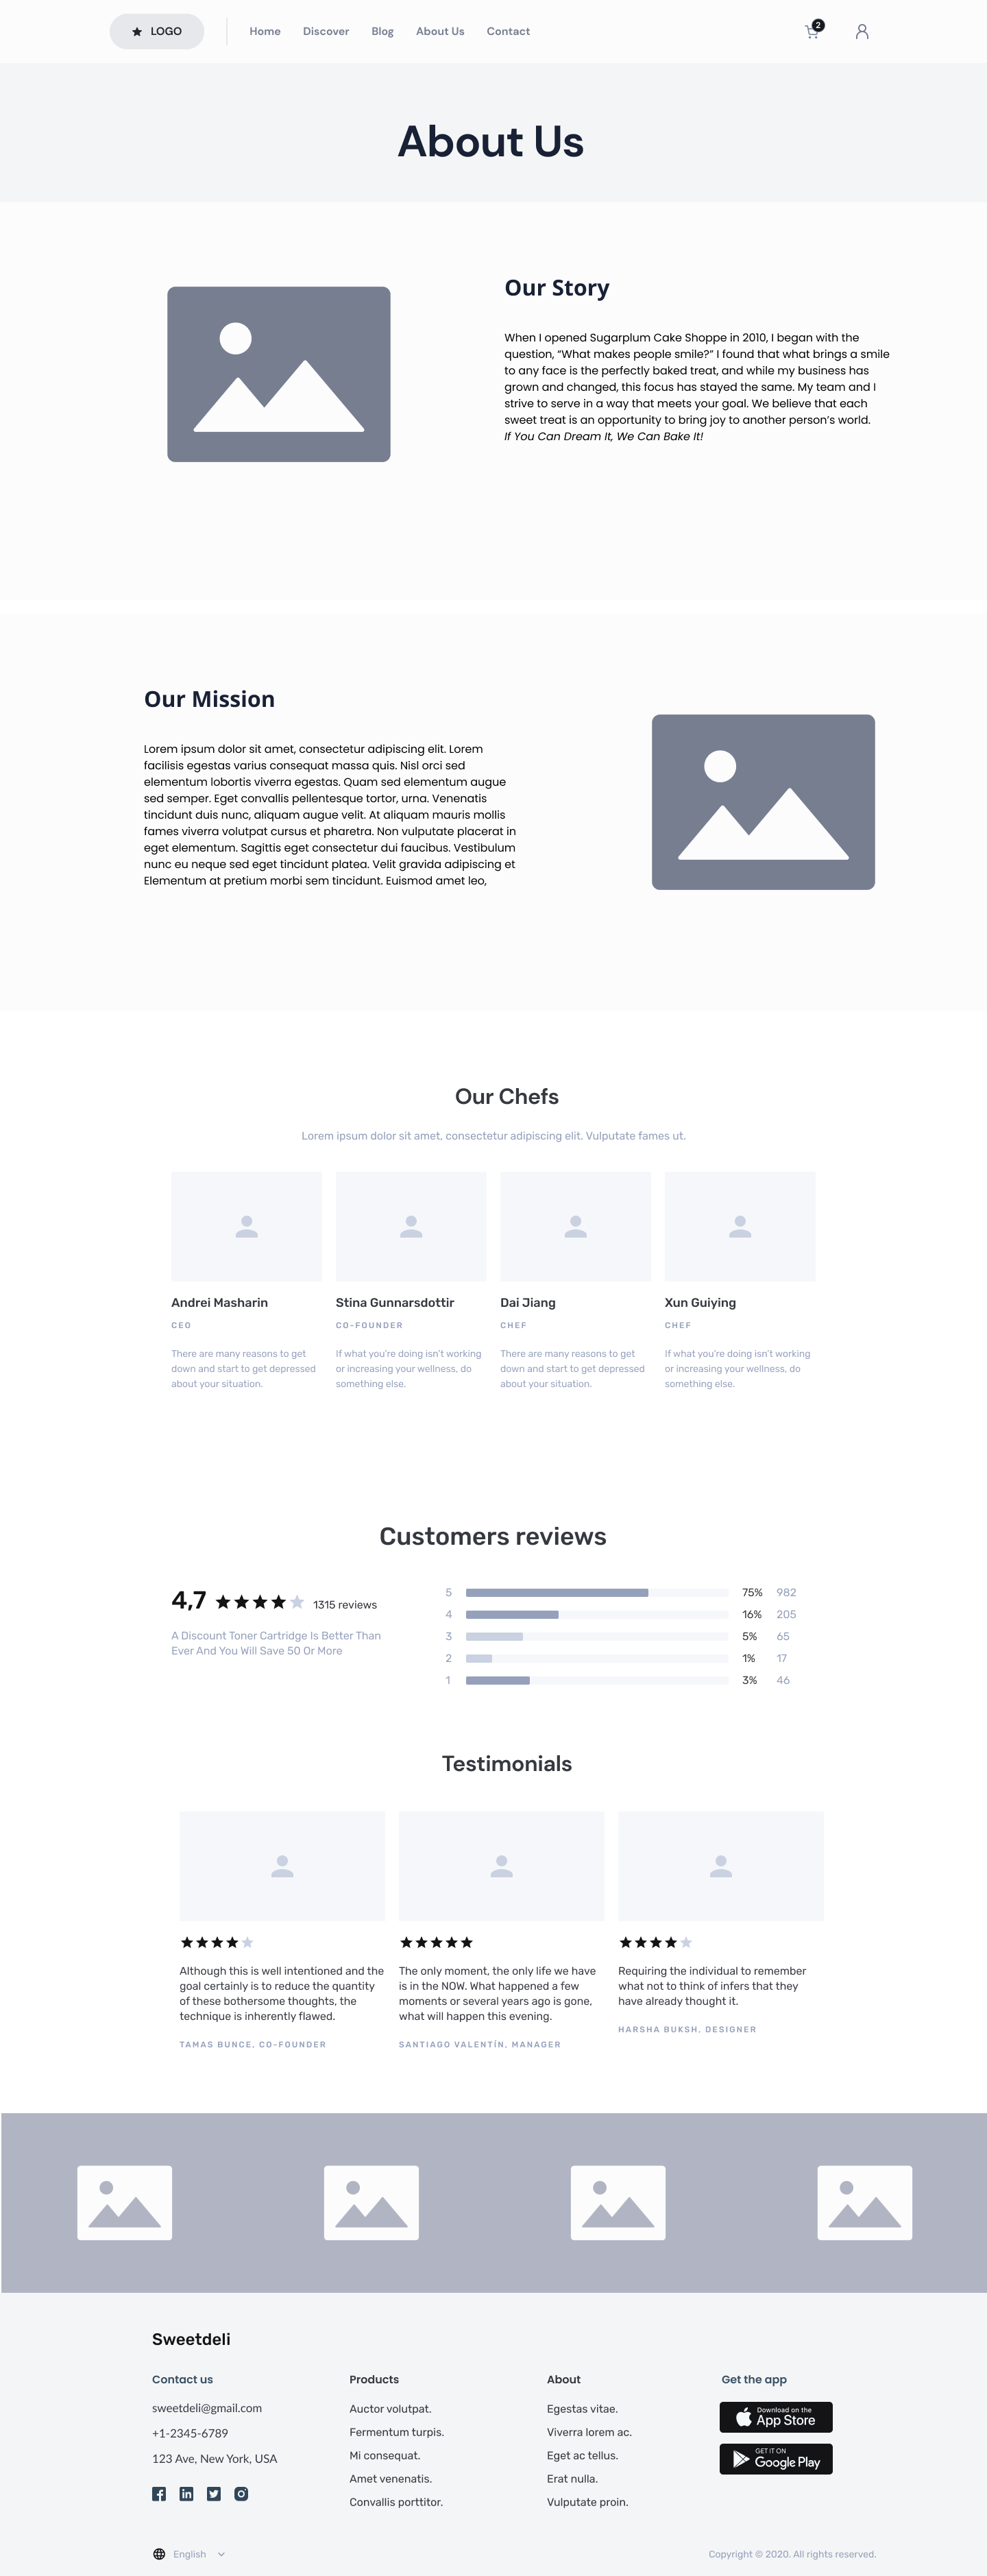 LOGO
Home
Discover
Blog
About Us
Contact
2
About Us
Our Story
When I opened Sugarplum Cake Shoppe in 2010, I began with the
question, “What makes people smile?” I found that what brings a smile
to any face is the perfectly baked treat, and while my business has
grown and changed, this focus has stayed the same. My team and I
strive to serve in a way that meets your goal. We believe that each
sweet treat is an opportunity to bring joy to another person’s world.
If You Can Dream It, We Can Bake It!
Our Mission
Lorem ipsum dolor sit amet, consectetur adipiscing elit. Lorem
facilisis egestas varius consequat massa quis. Nisl orci sed
elementum lobortis viverra egestas. Quam sed elementum augue
sed semper. Eget convallis pellentesque tortor, urna. Venenatis
tincidunt duis nunc, aliquam augue velit. At aliquam mauris mollis
fames viverra volutpat cursus et pharetra. Non vulputate placerat in
eget elementum. Sagittis eget consectetur dui faucibus. Vestibulum
nunc eu neque sed eget tincidunt platea. Velit gravida adipiscing et
Elementum at pretium morbi sem tincidunt. Euismod amet leo,
Our Chefs
Lorem ipsum dolor sit amet, consectetur adipiscing elit. Vulputate fames ut.
Andrei Masharin
CEO
There are many reasons to get
down and start to get depressed
about your situation.
Stina Gunnarsdottir
CO-FOUNDER
If what you’re doing isn’t working
or increasing your wellness, do
something else.
Dai Jiang
CHEF
There are many reasons to get
down and start to get depressed
about your situation.
Xun Guiying
CHEF
If what you’re doing isn’t working
or increasing your wellness, do
something else.
Customers reviews
4,7
1315 reviews
A Discount Toner Cartridge Is Better Than
Ever And You Will Save 50 Or More
5 75% 982
4 16% 205
3 5% 65
2 1% 17
1 3% 46
Testimonials
Although this is well intentioned and the
goal certainly is to reduce the quantity
of these bothersome thoughts, the
technique is inherently flawed.
TAMAS BUNCE, CO-FOUNDER
The only moment, the only life we have
is in the NOW. What happened a few
moments or several years ago is gone,
what will happen this evening.
SANTIAGO VALENTÍN, MANAGER
Requiring the individual to remember
what not to think of infers that they
have already thought it.
HARSHA BUKSH, DESIGNER
Sweetdeli
Contact us
sweetdeli@gmail.com
+1-2345-6789
123 Ave, New York, USA
Products
Auctor volutpat.
Fermentum turpis.
Mi consequat.
Amet venenatis.
Convallis porttitor.
About
Egestas vitae.
Viverra lorem ac.
Eget ac tellus.
Erat nulla.
Vulputate proin.
Get the app
Download on the
App Store
GET IT ON
Google Play
English
Copyright © 2020. All rights reserved.